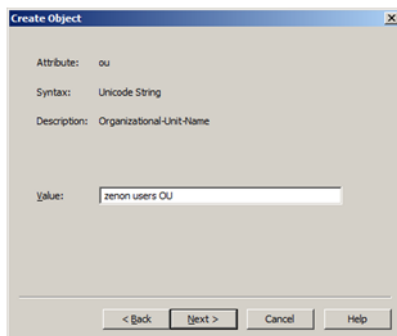 Create Object
Attribute: ou
Syntax: Unicode String
Description: Organizational-Unit-Name
Value: zenon users OU
< Back Next > Cancel Help